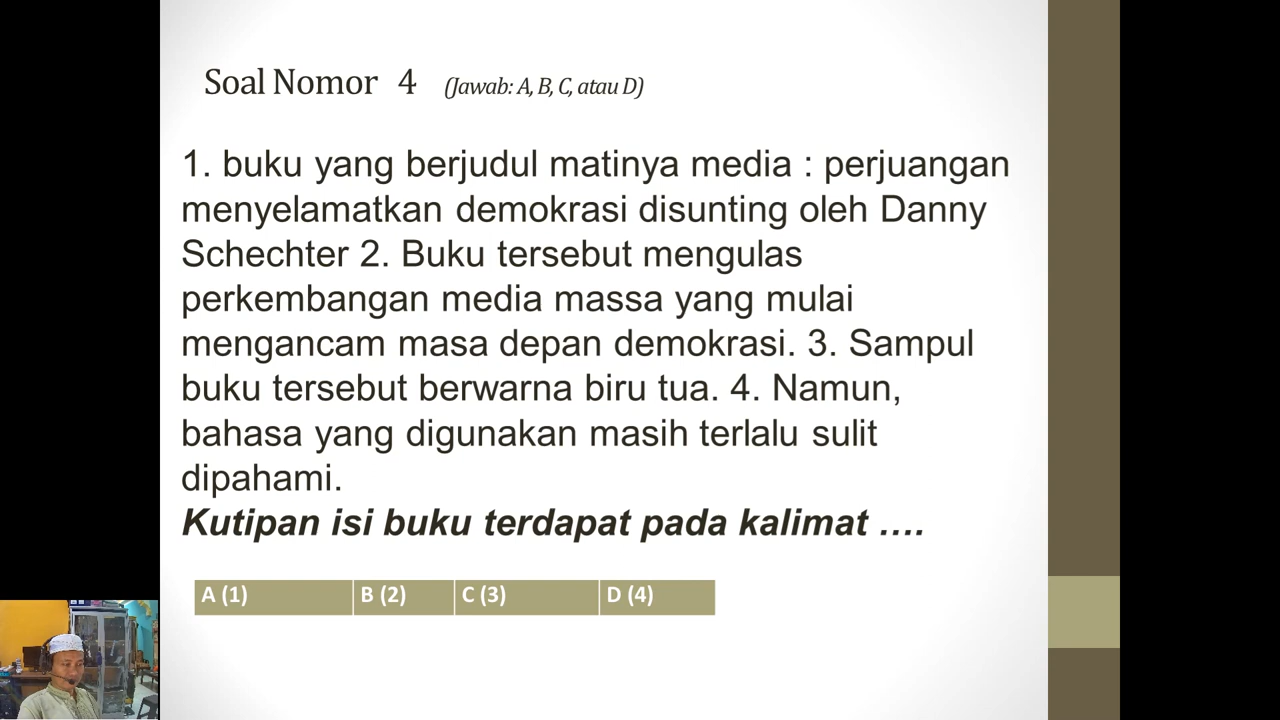 Soal Nomor 4 (Jawab: A, B, C, atau D)
1. buku yang berjudul matinya media : perjuangan
menyelamatkan demokrasi disunting oleh Danny
Schechter 2. Buku tersebut mengulas
perkembangan media massa yang mulai
mengancam masa depan demokrasi. 3. Sampul
buku tersebut berwarna biru tua. 4. Namun,
bahasa yang digunakan masih terlalu sulit
dipahami.
Kutipan isi buku terdapat pada kalimat ....
A (1) B (2) C (3) D (4)